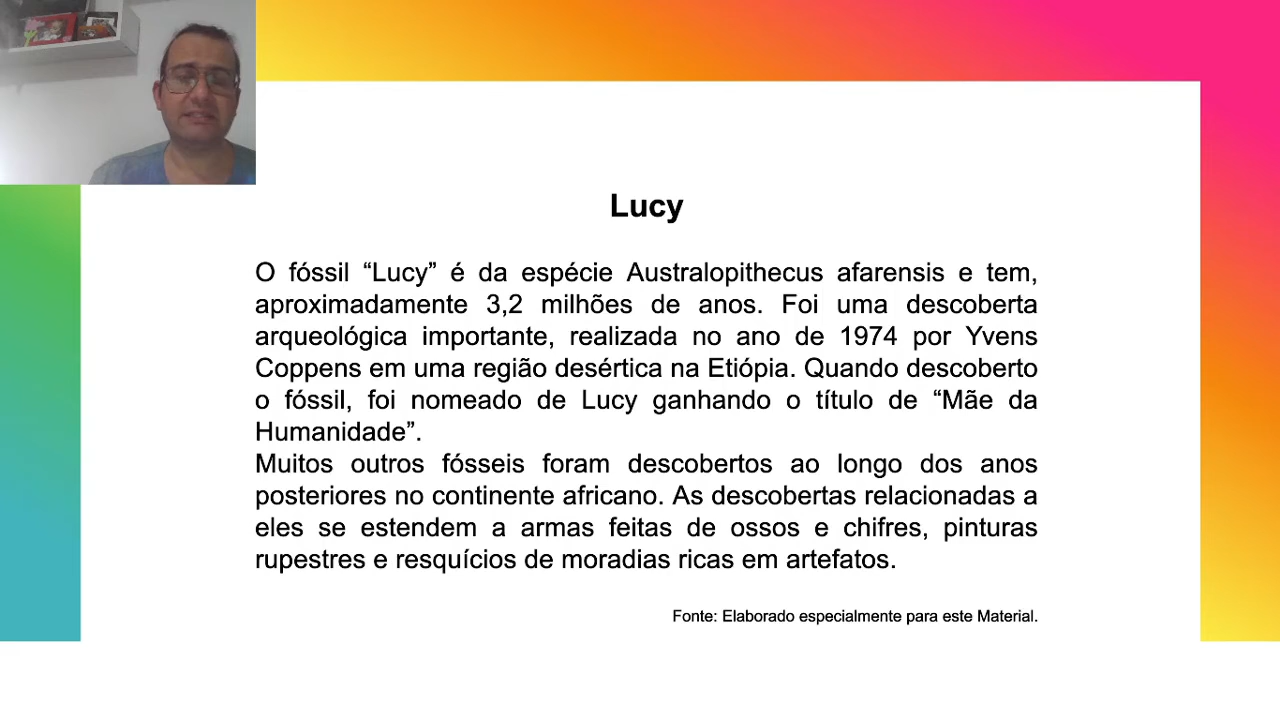 Lucy
O fóssil “Lucy” é da espécie Australopithecus afarensis e tem,
aproximadamente 3,2 milhões de anos. Foi uma descoberta
arqueológica importante, realizada no ano de 1974 por Yvens
Coppens em uma região desértica na Etiópia. Quando descoberto
o fóssil, foi nomeado de Lucy ganhando o título de “Mãe da
Humanidade”.
Muitos outros fósseis foram descobertos ao longo dos anos
posteriores no continente africano. As descobertas relacionadas a
eles se estendem a armas feitas de ossos e chifres, pinturas
rupestres e resquícios de moradias ricas em artefatos.
Fonte: Elaborado especialmente para este Material.